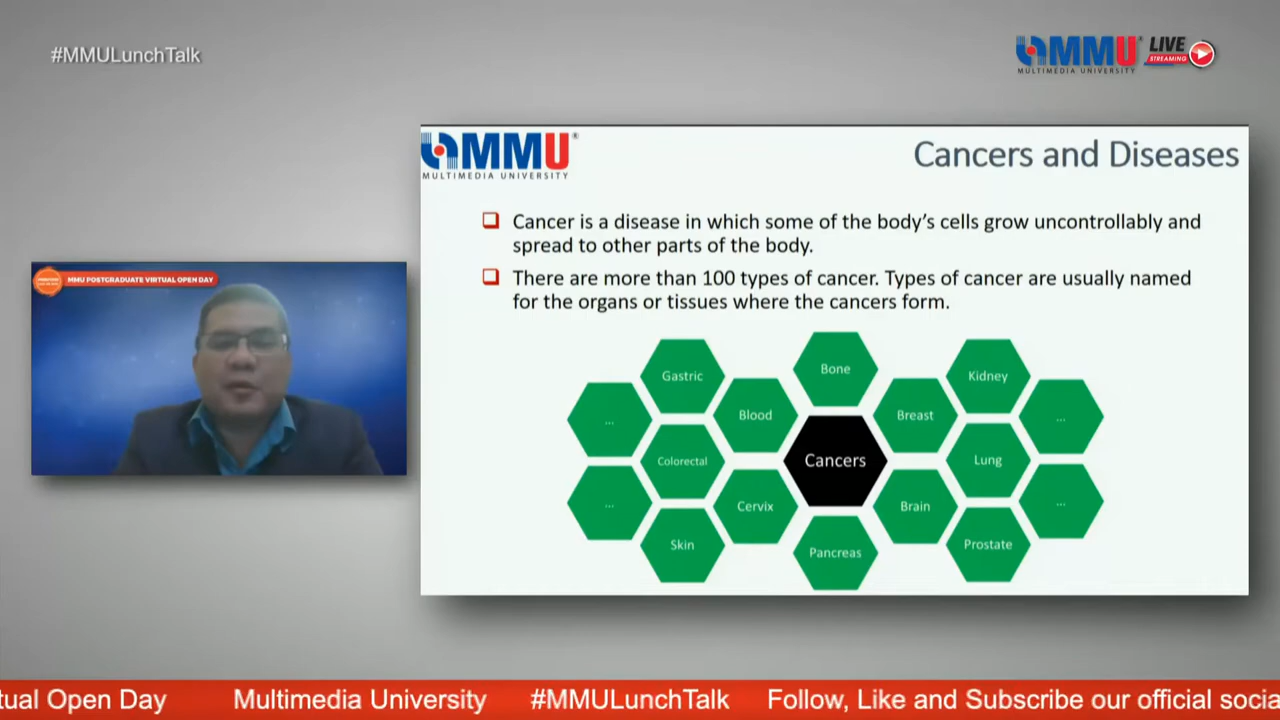 #MMULunchTalk
MMU LIVE
MULTIMEDIA UNIVERSITY STREAMING
MMU POSTGRADUATE VIRTUAL OPEN DAY
MMU®
MULTIMEDIA UNIVERSITY
Cancers and Diseases
Cancer is a disease in which some of the body's cells grow uncontrollably and
spread to other parts of the body.
There are more than 100 types of cancer. Types of cancer are usually named
for the organs or tissues where the cancers form.
Bone
Gastric
Kidney
Blood
Breast
...
...
Colorectal
Cancers
Lung
...
...
Cervix
Brain
Skin
Pancreas
Prostate
tual Open Day Multimedia University #MMULunchTalk Follow, Like and Subscribe our official socia